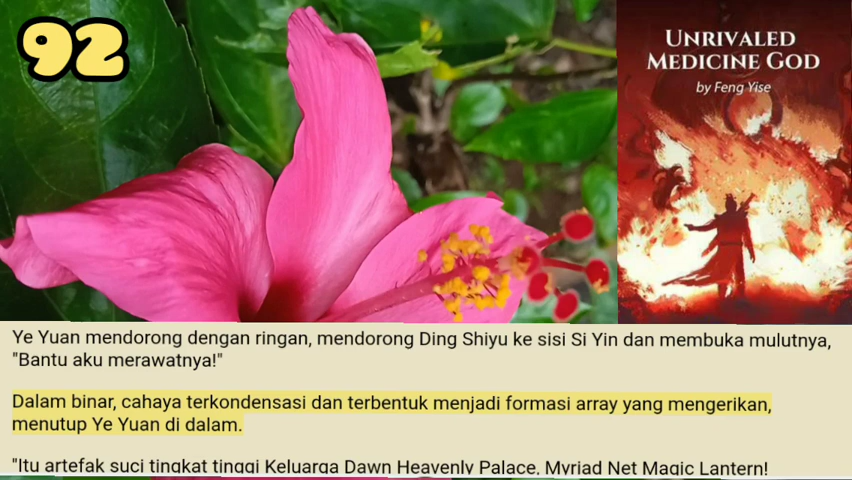 92
UNRIVALED
MEDICINE GOD
by Feng Yise
Ye Yuan mendorong dengan ringan, mendorong Ding Shiyu ke sisi Si Yin dan membuka mulutnya,
"Bantu aku merawatnya!"
Dalam binar, cahaya terkondensasi dan terbentuk menjadi formasi array yang mengerikan,
menutup Ye Yuan di dalam.
"Itu artefak suci tingkat tinggi Keluarga Dawn Heavenly Palace, Myriad Net Magic Lantern!